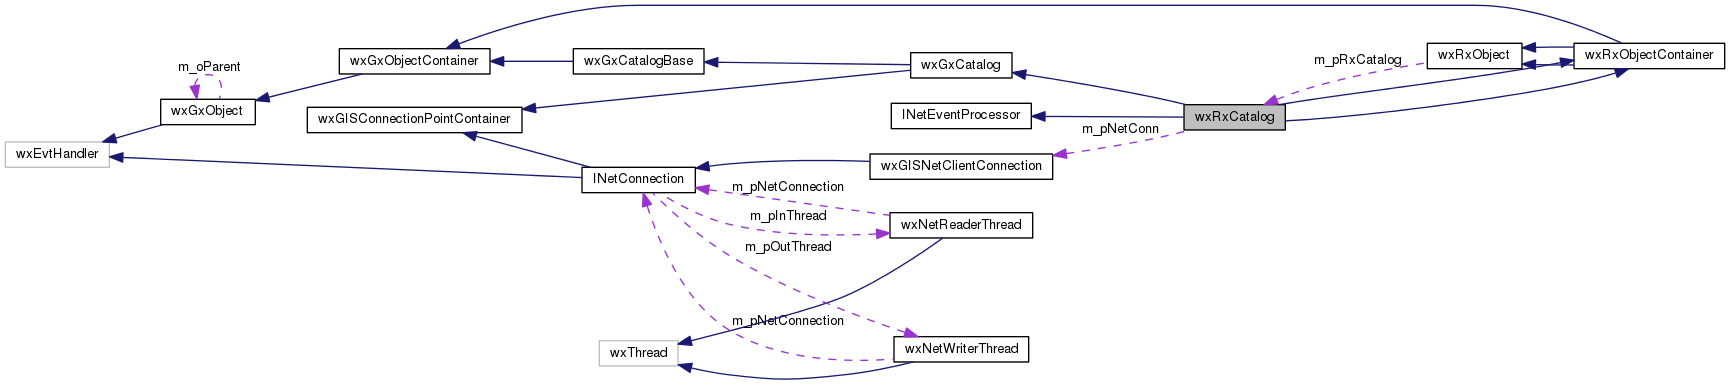 wxGxObjectContainer
wxGxCatalogBase
wxGxCatalog
wxRxObject
wxRxObjectContainer
m_pRxCatalog
m_oParent
wxGxObject
wxGISConnectionPointContainer
INetEventProcessor
wxRxCatalog
m_pNetConn
wxEvtHandler
wxGISNetClientConnection
INetConnection
m_pNetConnection
m_pInThread
wxNetReaderThread
m_pOutThread
m_pNetConnection
wxThread
wxNetWriterThread